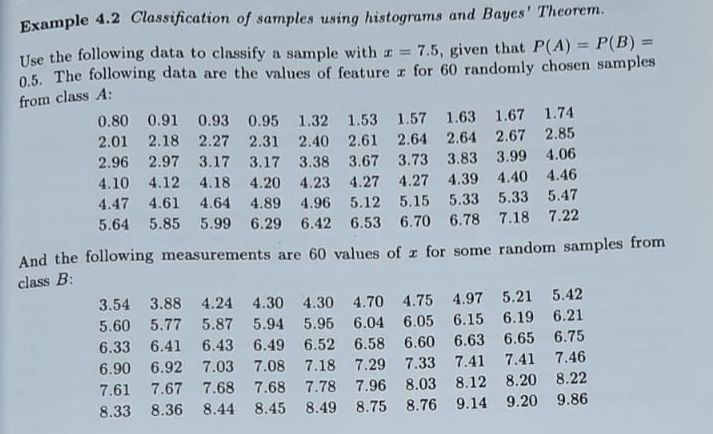 Example 4.2 Classification of samples using histograms and Bayes' Theorem.
Use the following data to classify a sample with x = 7.5, given that P(A) = P(B) =
0.5. The following data are the values of feature x for 60 randomly chosen samples
from class A:
0.80 0.91 0.93 0.95 1.32 1.53 1.57 1.63 1.67 1.74
2.01 2.18 2.27 2.31 2.40 2.61 2.64 2.64 2.67 2.85
2.96 2.97 3.17 3.17 3.38 3.67 3.73 3.83 3.99 4.06
4.10 4.12 4.18 4.20 4.23 4.27 4.27 4.39 4.40 4.46
4.47 4.61 4.64 4.89 4.96 5.12 5.15 5.33 5.33 5.47
5.64 5.85 5.99 6.29 6.42 6.53 6.70 6.78 7.18 7.22
And the following measurements are 60 values of x for some random samples from
class B:
3.54 3.88 4.24 4.30 4.30 4.70 4.75 4.97 5.21 5.42
5.60 5.77 5.87 5.94 5.95 6.04 6.05 6.15 6.19 6.21
6.33 6.41 6.43 6.49 6.52 6.58 6.60 6.63 6.65 6.75
6.90 6.92 7.03 7.08 7.18 7.29 7.33 7.41 7.41 7.46
7.61 7.67 7.68 7.68 7.78 7.96 8.03 8.12 8.20 8.22
8.33 8.36 8.44 8.45 8.49 8.75 8.76 9.14 9.20 9.86